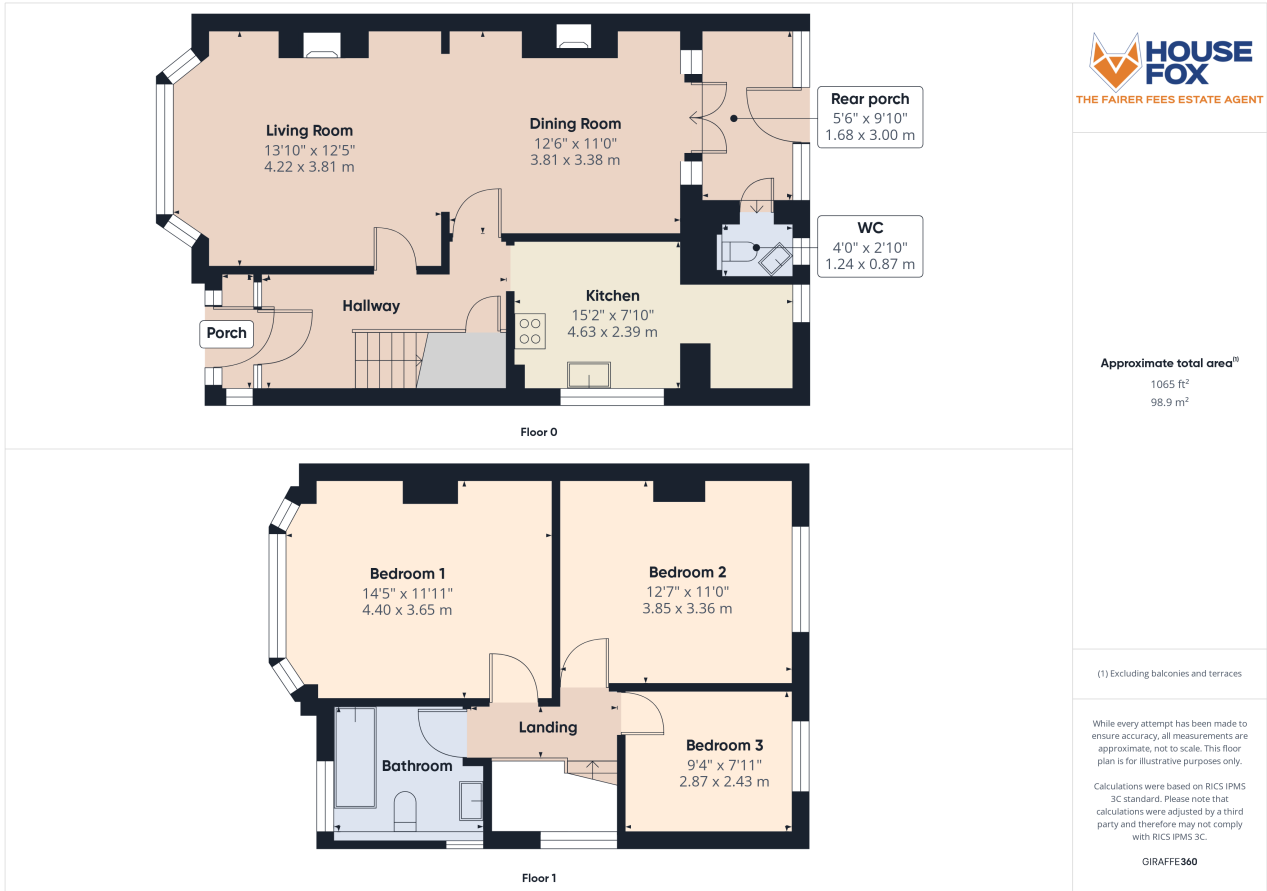 Living Room
13'10" x 12'5"
4.22 x 3.81 m
Dining Room
12'6" x 11'0"
3.81 x 3.38 m
Rear porch
5'6" x 9'10"
1.68 x 3.00 m
WC
4'0" x 2'10"
1.24 x 0.87 m
Hallway
Porch
Kitchen
15'2" x 7'10"
4.63 x 2.39 m
Floor 0
Bedroom 1
14'5" x 11'11"
4.40 x 3.65 m
Bedroom 2
12'7" x 11'0"
3.85 x 3.36 m
Landing
Bathroom
Bedroom 3
9'4" x 7'11"
2.87 x 2.43 m
Floor 1
HOUSE
FOX
THE FAIRER FEES ESTATE AGENT
Approximate total area(1)
1065 ft²
98.9 m²
(1) Excluding balconies and terraces
While every attempt has been made to
ensure accuracy, all measurements are
approximate, not to scale. This floor
plan is for illustrative purposes only.
Calculations were based on RICS IPMS
3C standard. Please note that
calculations were adjusted by a third
party and therefore may not comply
with RICS IPMS 3C.
GIRAFFE360